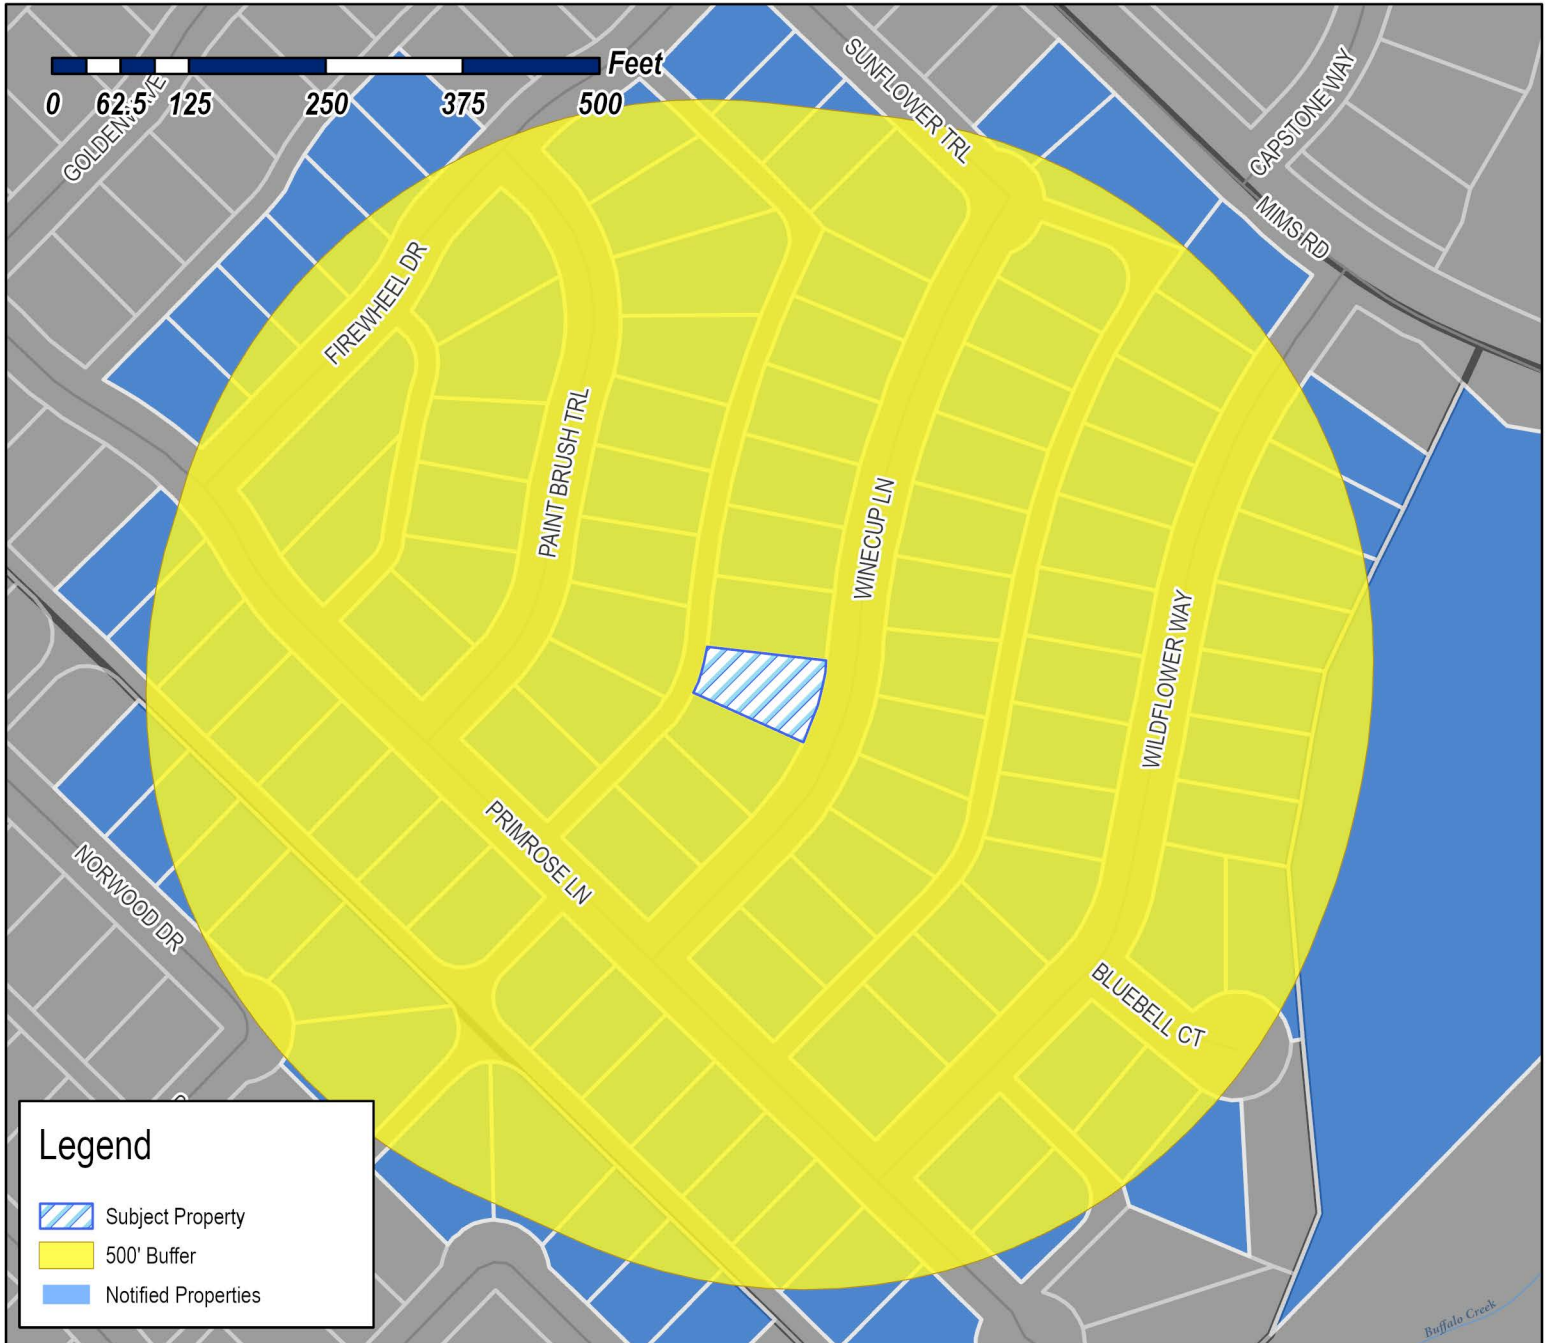 Feet
0 62.5 125 250 375 500
SUNFLOWER TRL
CAPSTONE WAY
MIMS RD
FIREWHEEL DR
PAINT BRUSH TRL
WINECUP LN
WILDFLOWER WAY
PRIMROSE LN
NORWOOD DR
BLUEBELL CT
Legend
Subject Property
500' Buffer
Notified Properties
Buffalo Creek